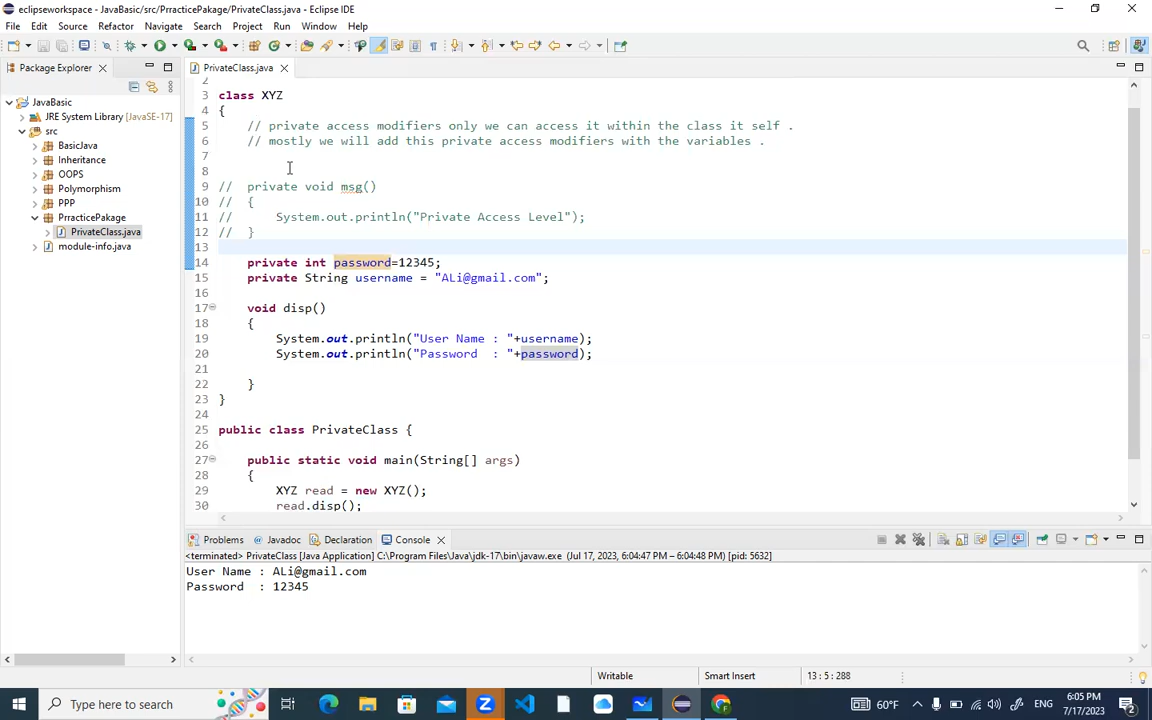 eclipseworkspace - JavaBasic/src/PrracticePakage/PrivateClass.java - Eclipse IDE
File Edit Source Refactor Navigate Search Project Run Window Help
Package Explorer
PrivateClass.java
JavaBasic
JRE System Library [JavaSE-17]
src
BasicJava
Inheritance
OOPS
Polymorphism
PPP
PrracticePakage
PrivateClass.java
module-info.java
2
3 class XYZ
4 {
5 // private access modifiers only we can access it within the class it self .
6 // mostly we will add this private access modifiers with the variables .
7
8
9 // private void msg()
10 // {
11 // System.out.println("Private Access Level");
12 // }
13
14 private int password=12345;
15 private String username = "ALi@gmail.com";
16
17 void disp()
18 {
19 System.out.println("User Name : "+username);
20 System.out.println("Password  : "+password);
21
22 }
23 }
24
25 public class PrivateClass {
26
27 public static void main(String[] args)
28 {
29 XYZ read = new XYZ();
30 read.disp();
Problems Javadoc Declaration Console
<terminated> PrivateClass [Java Application] C:\Program Files\Java\jdk-17\bin\javaw.exe (Jul 17, 2023, 6:04:47 PM – 6:04:48 PM) [pid: 5632]
User Name : ALi@gmail.com
Password  : 12345
Writable Smart Insert 13 : 5 : 288
Type here to search 60°F ENG 6:05 PM
7/17/2023 2